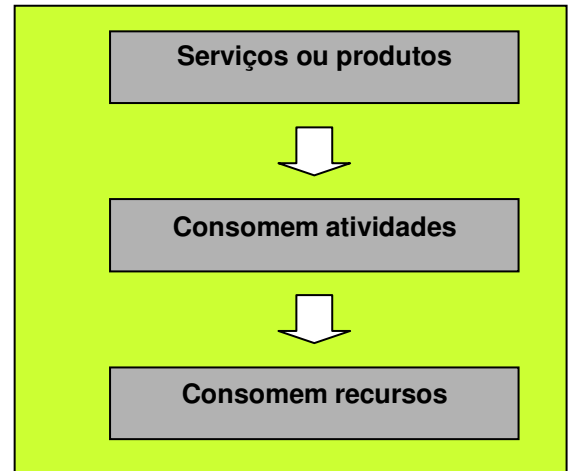 Serviços ou produtos
Consomem atividades
Consomem recursos